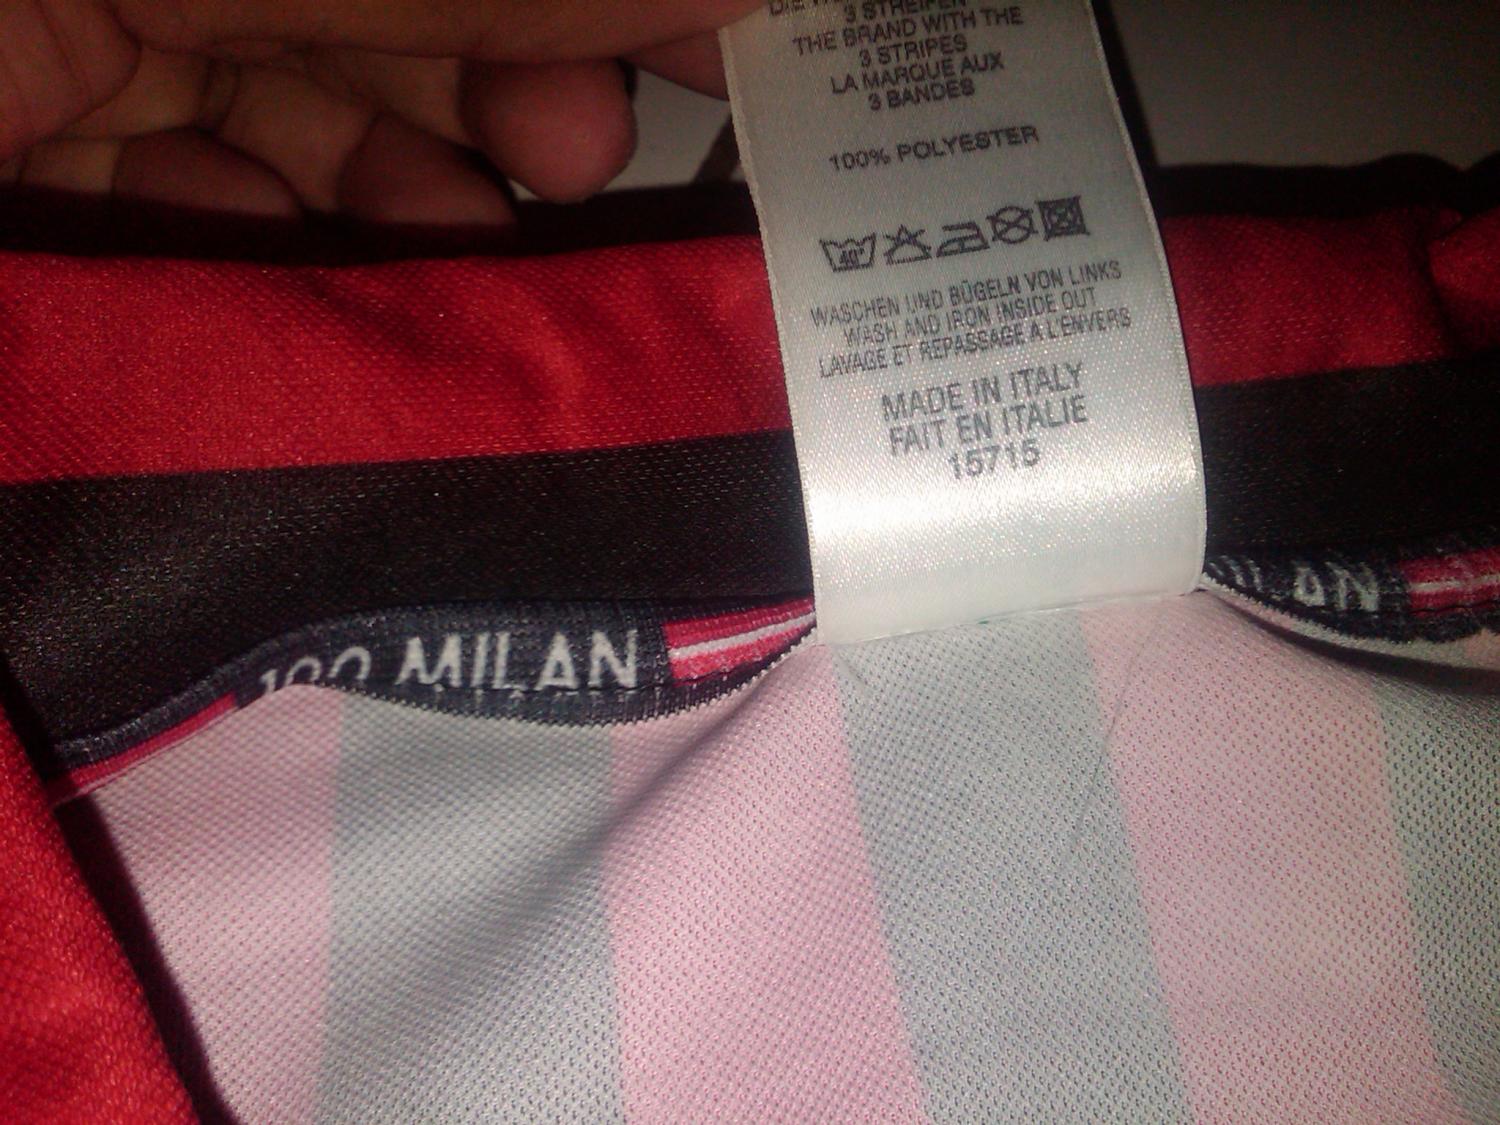 3 STREIFEN
THE BRAND WITH THE
3 STRIPES
LA MARQUE AUX
3 BANDES
100% POLYESTER
40°
WASCHEN UND BÜGELN VON LINKS
WASH AND IRON INSIDE OUT
LAVAGE ET REPASSAGE A L'ENVERS
MADE IN ITALY
FAIT EN ITALIE
15715
100 MILAN